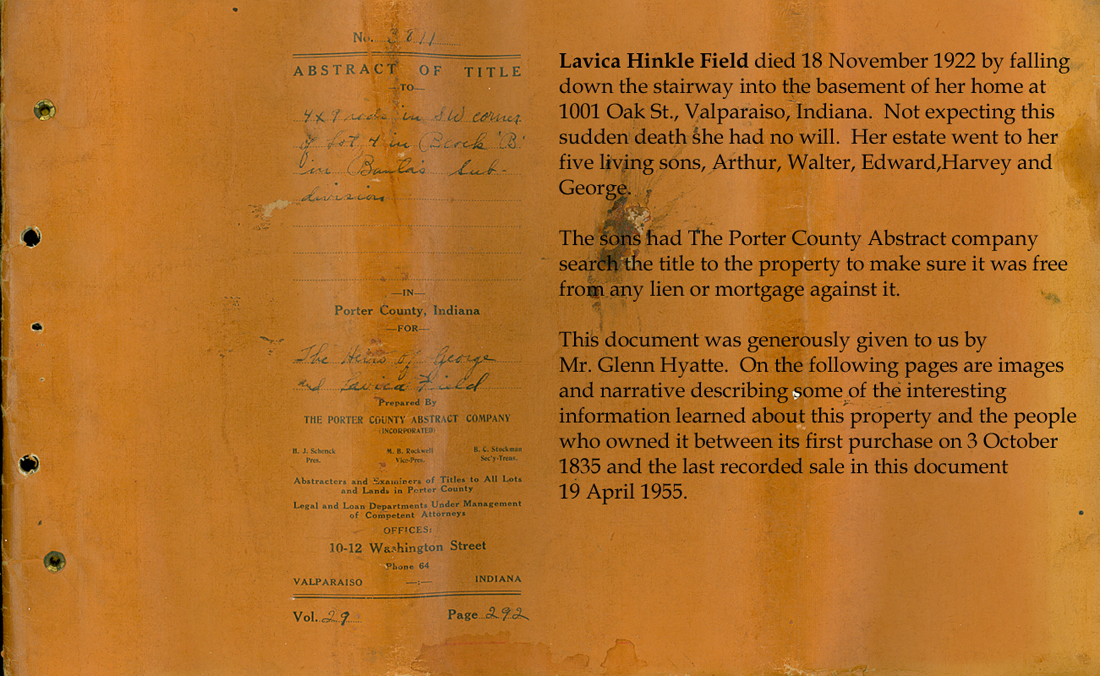 No. 811
ABSTRACT OF TITLE
—TO—
4x9 rods in SW corner
of Lot 4 in Block "B"
in Banta's Sub-
division
—IN—
Porter County, Indiana
—FOR—
The Heirs of George
and Lavica Field
Prepared By
THE PORTER COUNTY ABSTRACT COMPANY
(INCORPORATED)
B. J. Schenck M. B. Rockwell B. C. Stockman
Pres. Vice-Pres. Sec'y-Treas.
Abstracters and Examiners of Titles to All Lots
and Lands in Porter County
Legal and Loan Departments Under Management
of Competent Attorneys
OFFICES:
10-12 Washington Street
Phone 64
VALPARAISO —:— INDIANA
Vol. 29 Page 292
Lavica Hinkle Field died 18 November 1922 by falling
down the stairway into the basement of her home at
1001 Oak St., Valparaiso, Indiana. Not expecting this
sudden death she had no will. Her estate went to her
five living sons, Arthur, Walter, Edward,Harvey and
George.
The sons had The Porter County Abstract company
search the title to the property to make sure it was free
from any lien or mortgage against it.
This document was generously given to us by
Mr. Glenn Hyatte. On the following pages are images
and narrative describing some of the interesting
information learned about this property and the people
who owned it between its first purchase on 3 October
1835 and the last recorded sale in this document
19 April 1955.